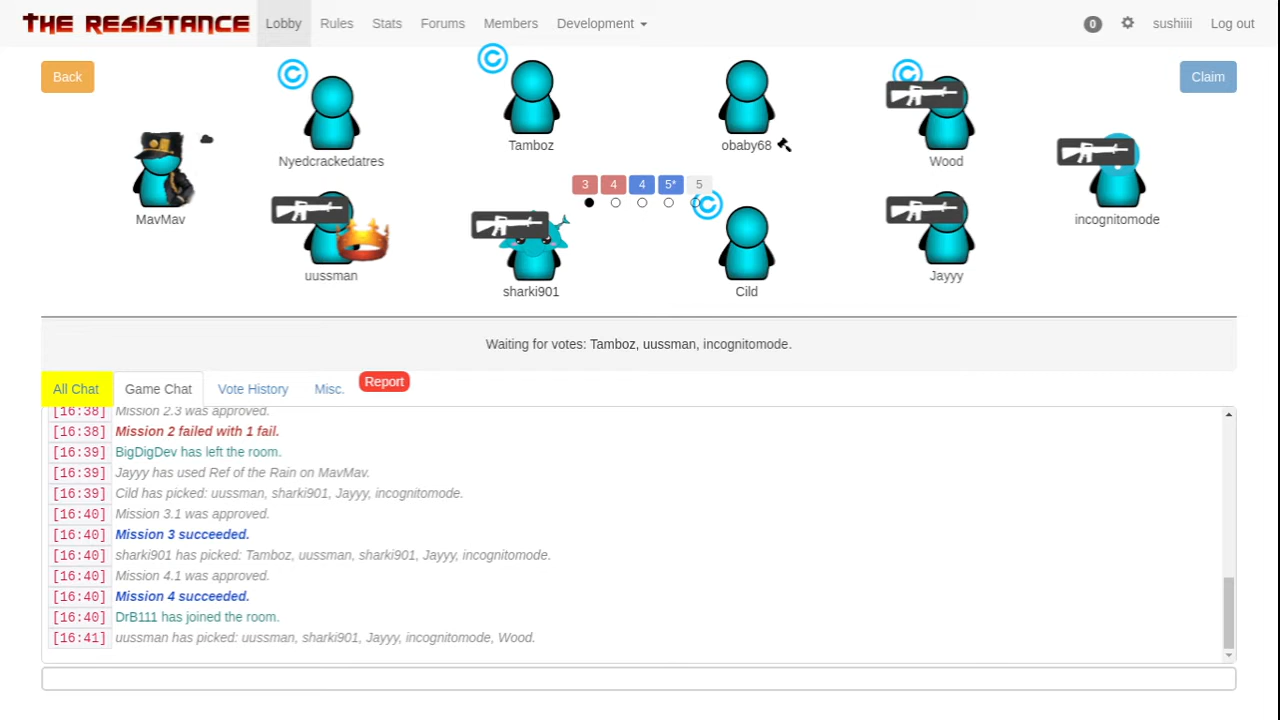 THE RESISTANCE Lobby Rules Stats Forums Members Development 0 sushiiii Log out
Back
Claim
Nyedcrackedatres
Tamboz
obaby68
Wood
MavMav
incognitomode
3 4 4 5* 5
uussman
sharki901
Cild
Jayyy
Waiting for votes: Tamboz, uussman, incognitomode.
All Chat Game Chat Vote History Misc. Report
[16:38] Mission 2.3 was approved.
[16:38] Mission 2 failed with 1 fail.
[16:39] BigDigDev has left the room.
[16:39] Jayyy has used Ref of the Rain on MavMav.
[16:39] Cild has picked: uussman, sharki901, Jayyy, incognitomode.
[16:40] Mission 3.1 was approved.
[16:40] Mission 3 succeeded.
[16:40] sharki901 has picked: Tamboz, uussman, sharki901, Jayyy, incognitomode.
[16:40] Mission 4.1 was approved.
[16:40] Mission 4 succeeded.
[16:40] DrB111 has joined the room.
[16:41] uussman has picked: uussman, sharki901, Jayyy, incognitomode, Wood.